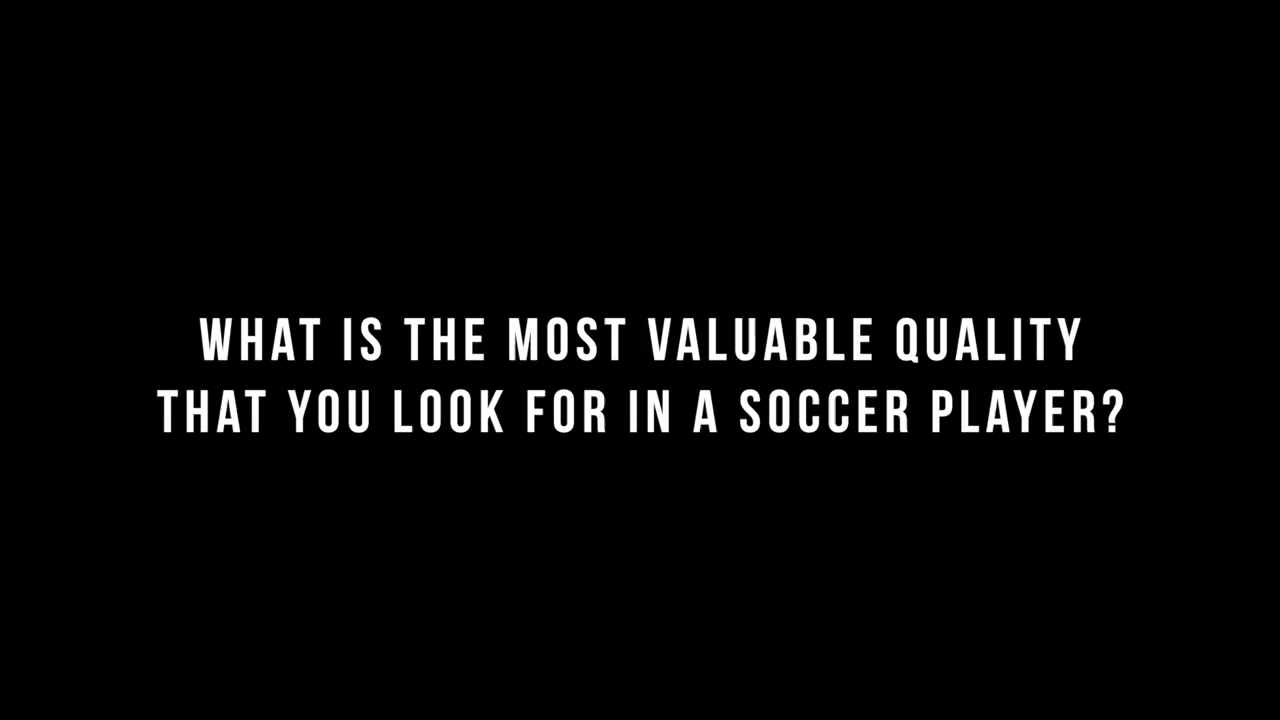 WHAT IS THE MOST VALUABLE QUALITY
THAT YOU LOOK FOR IN A SOCCER PLAYER?